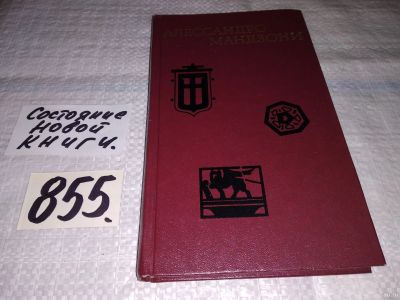 АЛЕССАНДРО
МАНДЗОНИ
Состояние
новой
книги.
855.